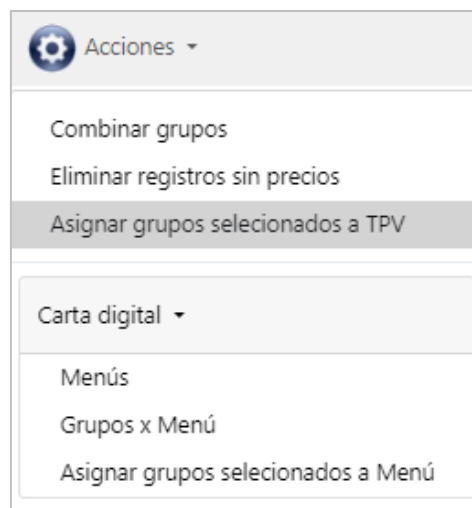 Acciones
Combinar grupos
Eliminar registros sin precios
Asignar grupos selecionados a TPV
Carta digital
Menús
Grupos x Menú
Asignar grupos selecionados a Menú